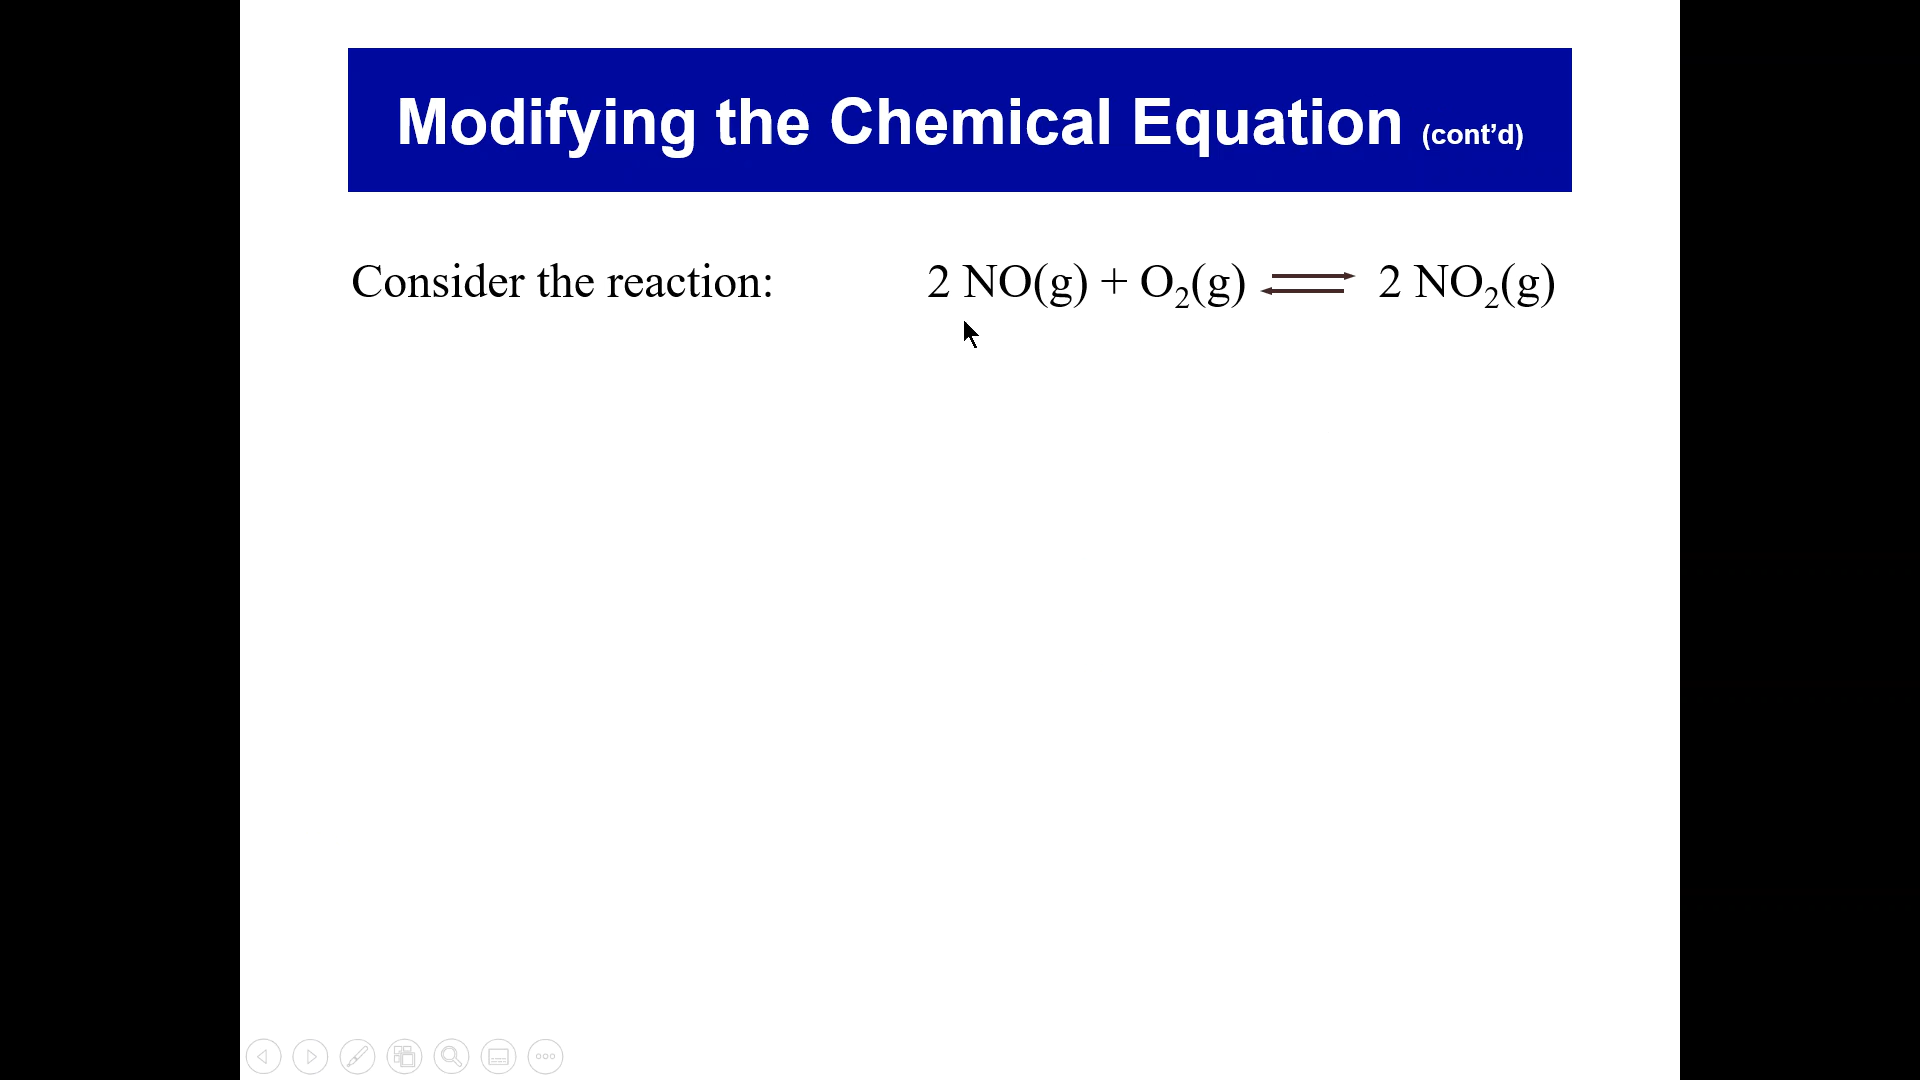 Modifying the Chemical Equation (cont’d)
Consider the reaction: 2 NO(g) + O₂(g) ⇌ 2 NO₂(g)